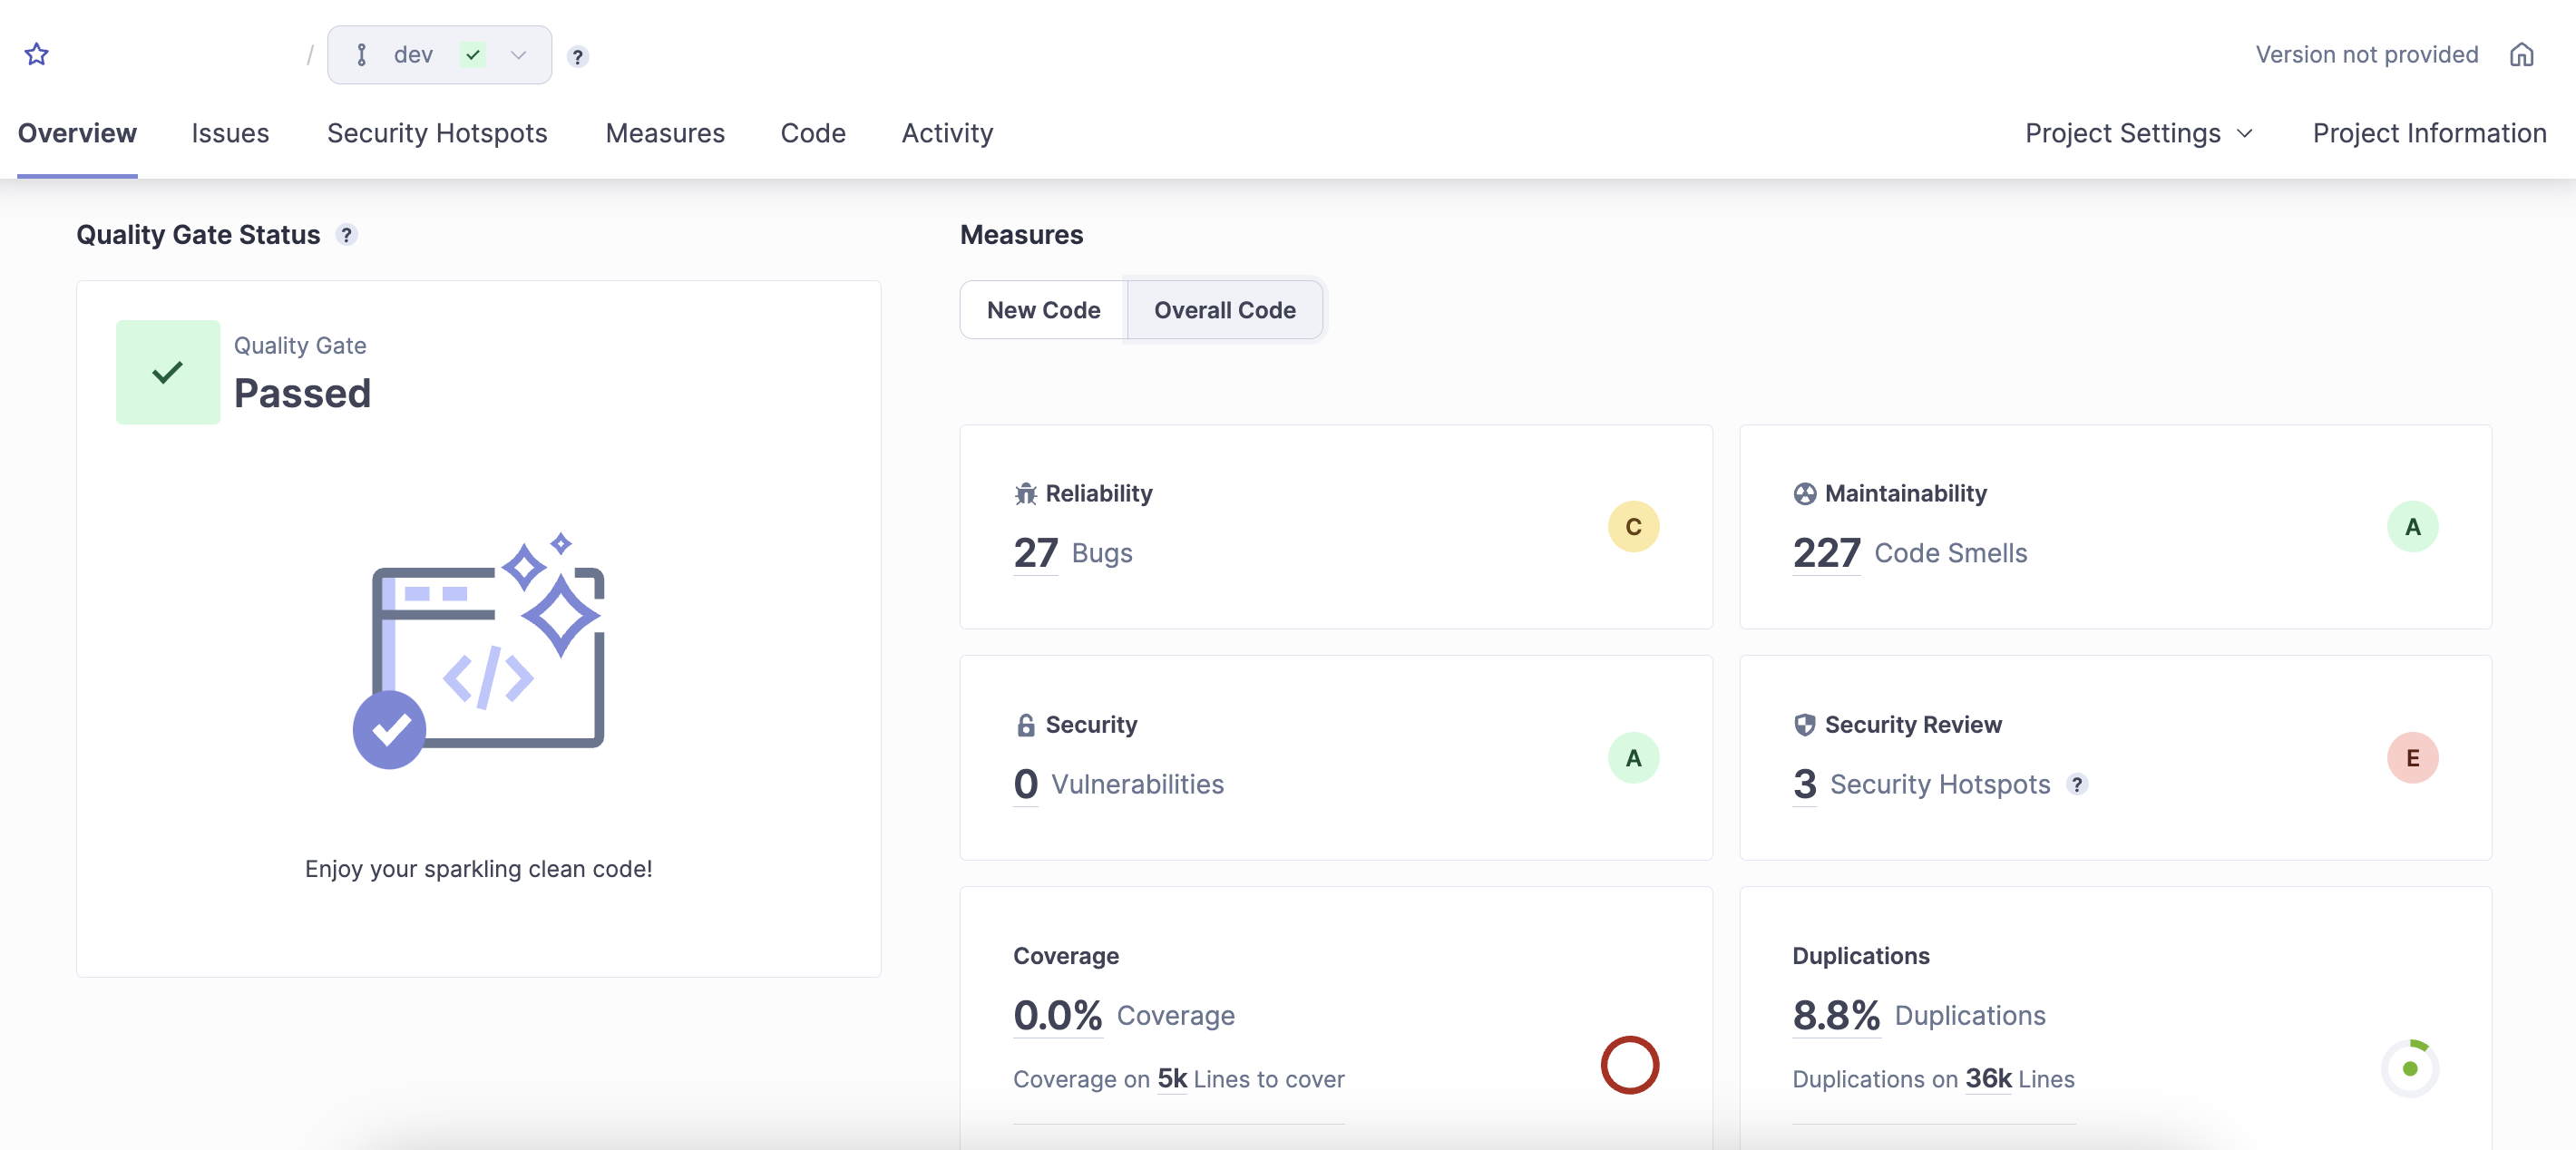 / dev ?
Version not provided
Overview Issues Security Hotspots Measures Code Activity
Project Settings Project Information
Quality Gate Status ?
Quality Gate
Passed
</>
Enjoy your sparkling clean code!
Measures
New Code Overall Code
Reliability
27 Bugs
C
Maintainability
227 Code Smells
A
Security
0 Vulnerabilities
A
Security Review
3 Security Hotspots ?
E
Coverage
0.0% Coverage
Coverage on 5k Lines to cover
Duplications
8.8% Duplications
Duplications on 36k Lines